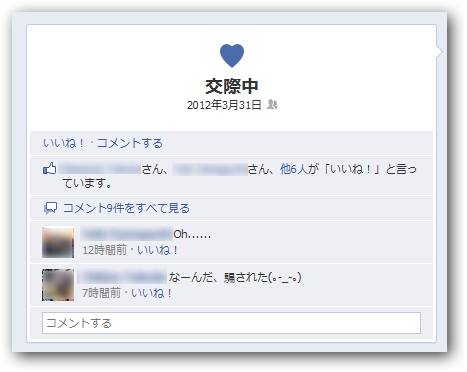 交際中
2012年3月31日
いいね！ · コメントする
さん、さん、他6人が「いいね！」と言っ
ています。
コメント9件をすべて見る
Oh......
12時間前 · いいね！
なーんだ、騙された(｡-_-｡)
7時間前 · いいね！
コメントする